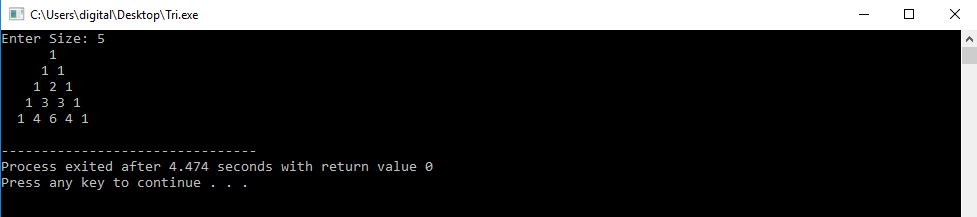 C:\Users\digital\Desktop\Tri.exe
Enter Size: 5
      1
     1 1
    1 2 1
   1 3 3 1
  1 4 6 4 1
--------------------------------
Process exited after 4.474 seconds with return value 0
Press any key to continue . . .